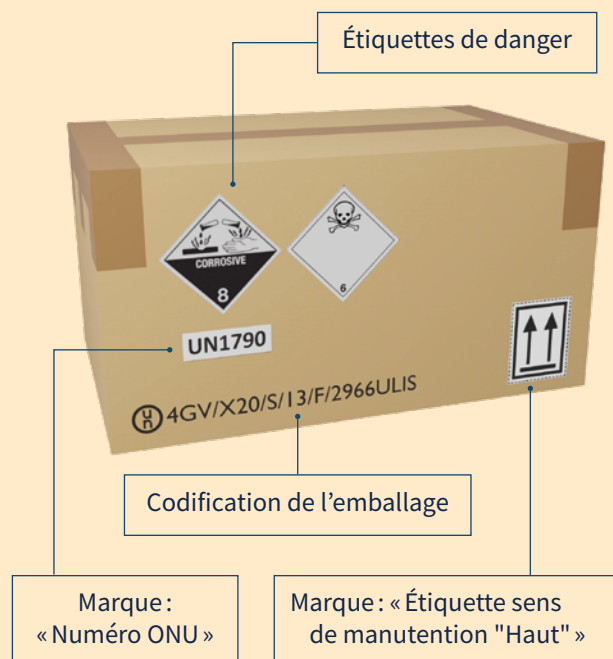 Étiquettes de danger
CORROSIVE
8
6
UN1790
un 4GV/X20/S/13/F/2966ULIS
Codification de l'emballage
Marque :
« Numéro ONU »
Marque : « Étiquette sens
de manutention "Haut" »